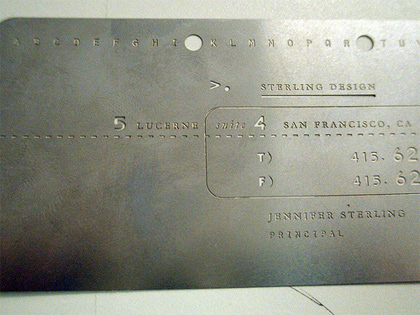 A B C D E F G H I K L M N O P Q R T U
>.
STERLING DESIGN
5 LUCERNE suite 4 SAN FRANCISCO, CA
T) 415. 62
F) 415. 62
JENNIFER STERLING
PRINCIPAL